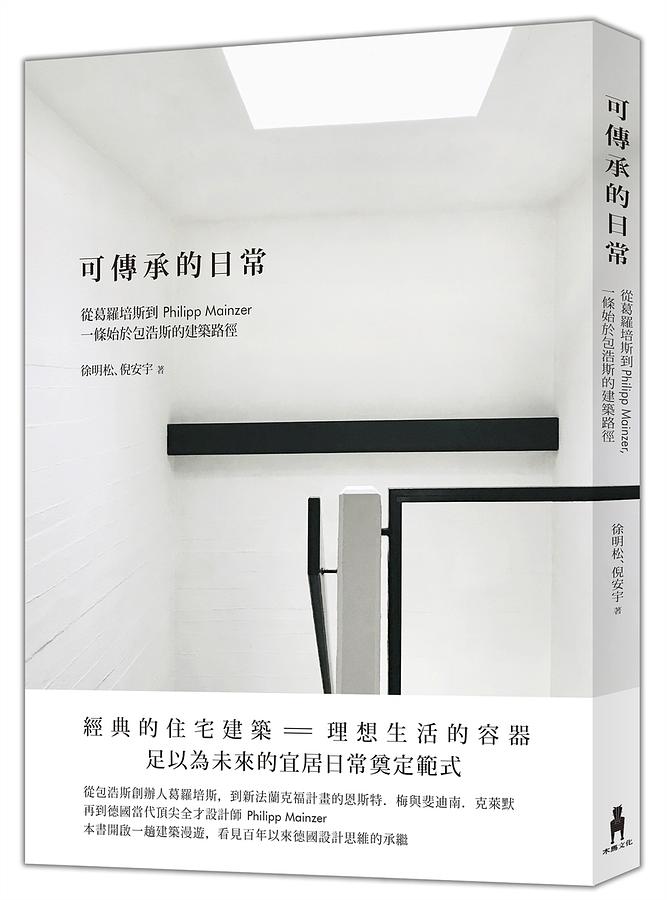 可傳承的日常
從葛羅培斯到 Philipp Mainzer
一條始於包浩斯的建築路徑
徐明松、倪安宇 著
經典的住宅建築 ＝ 理想生活的容器
足以為未來的宜居日常奠定範式
從包浩斯創辦人葛羅培斯，到新法蘭克福計畫的恩斯特．梅與斐迪南．克萊默
再到德國當代頂尖全才設計師 Philipp Mainzer
本書開啟一趟建築漫遊，看見百年以來德國設計思維的承繼
可傳承的日常
從葛羅培斯到 Philipp Mainzer,
一條始於包浩斯的建築路徑
徐明松、倪安宇 著
木馬文化